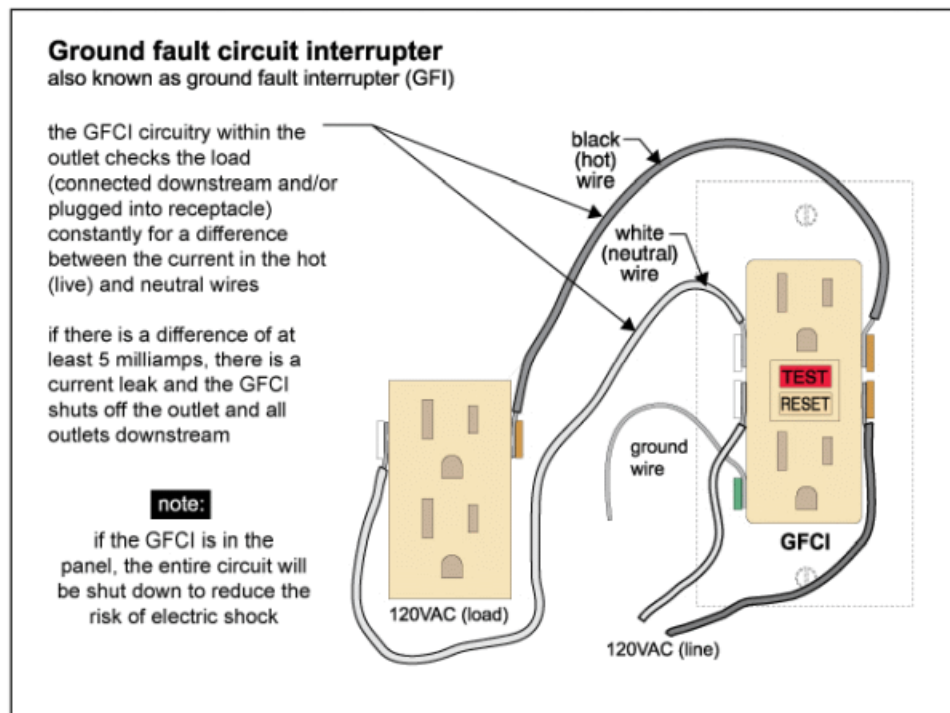 Ground fault circuit interrupter
also known as ground fault interrupter (GFI)
the GFCI circuitry within the
outlet checks the load
(connected downstream and/or
plugged into receptacle)
constantly for a difference
between the current in the hot
(live) and neutral wires
if there is a difference of at
least 5 milliamps, there is a
current leak and the GFCI
shuts off the outlet and all
outlets downstream
note:
if the GFCI is in the
panel, the entire circuit will
be shut down to reduce the
risk of electric shock
black
(hot)
wire
white
(neutral)
wire
TEST
RESET
ground
wire
GFCI
120VAC (load)
120VAC (line)